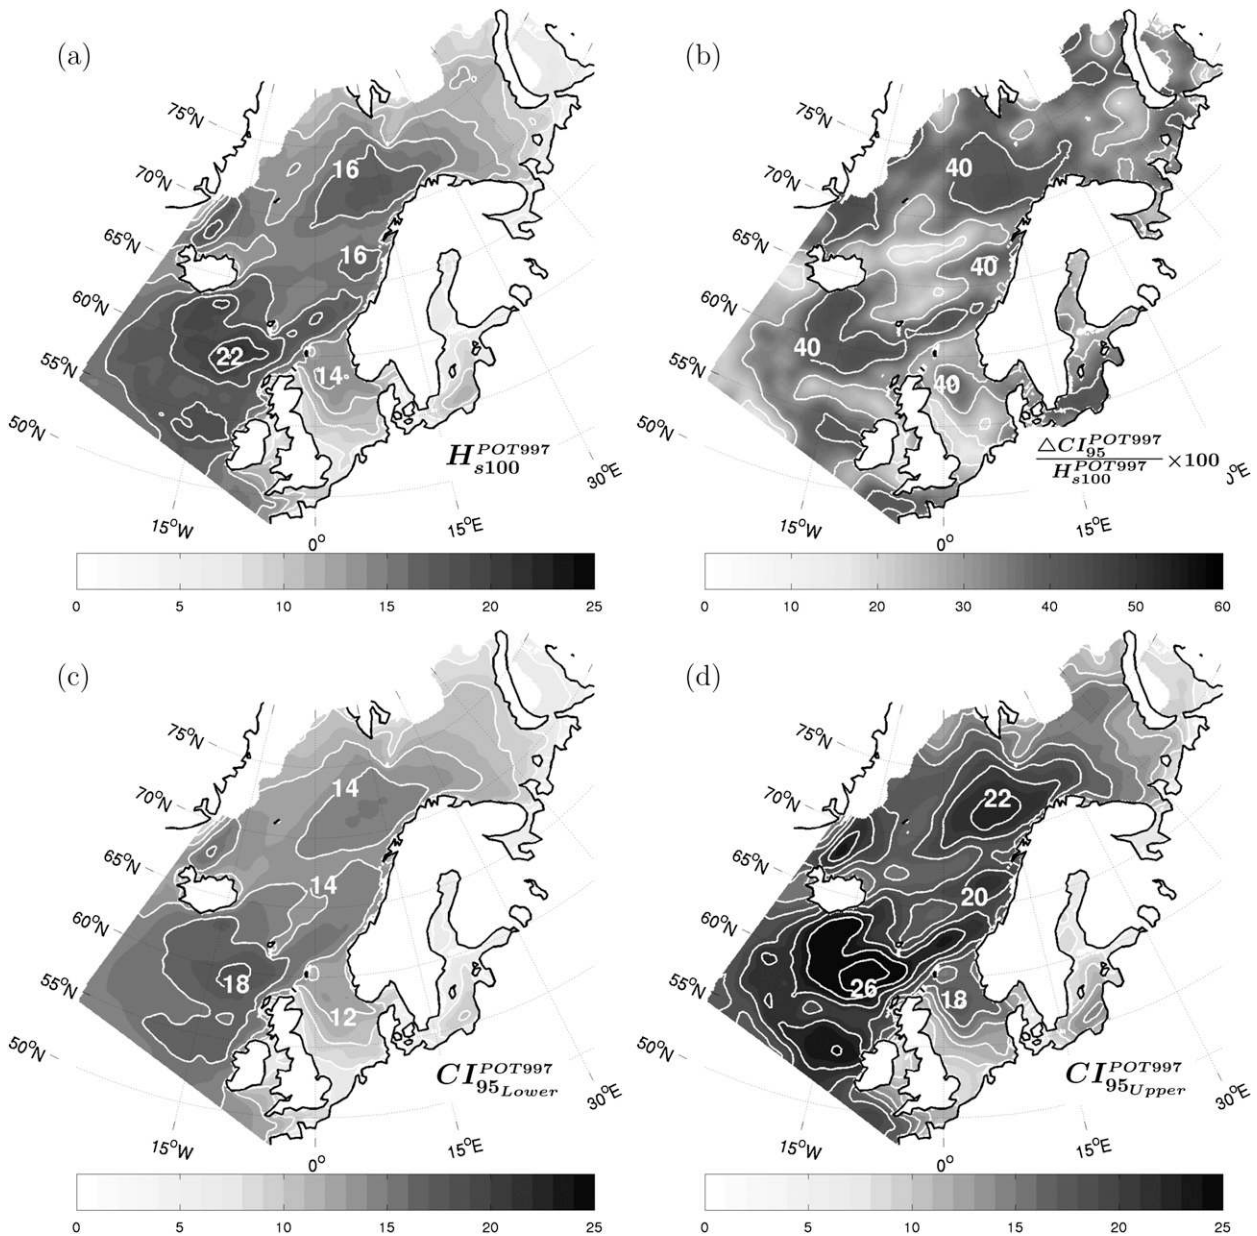 (a)
75°N
70°N
65°N
60°N
55°N
50°N
15°W
0°
15°E
30°E
16
16
22
14
H_{s100}^{POT997}
0 5 10 15 20 25
(b)
75°N
70°N
65°N
60°N
55°N
50°N
15°W
0°
15°E
0°E
40
40
40
40
\frac{△CI_{95}^{POT997}}{H_{s100}^{POT997}} ×100
0 10 20 30 40 50 60
(c)
75°N
70°N
65°N
60°N
55°N
50°N
15°W
0°
15°E
30°E
14
14
18
12
CI_{95_{Lower}}^{POT997}
0 5 10 15 20 25
(d)
75°N
70°N
65°N
60°N
55°N
50°N
15°W
0°
15°E
30°E
22
20
26
18
CI_{95_{Upper}}^{POT997}
0 5 10 15 20 25